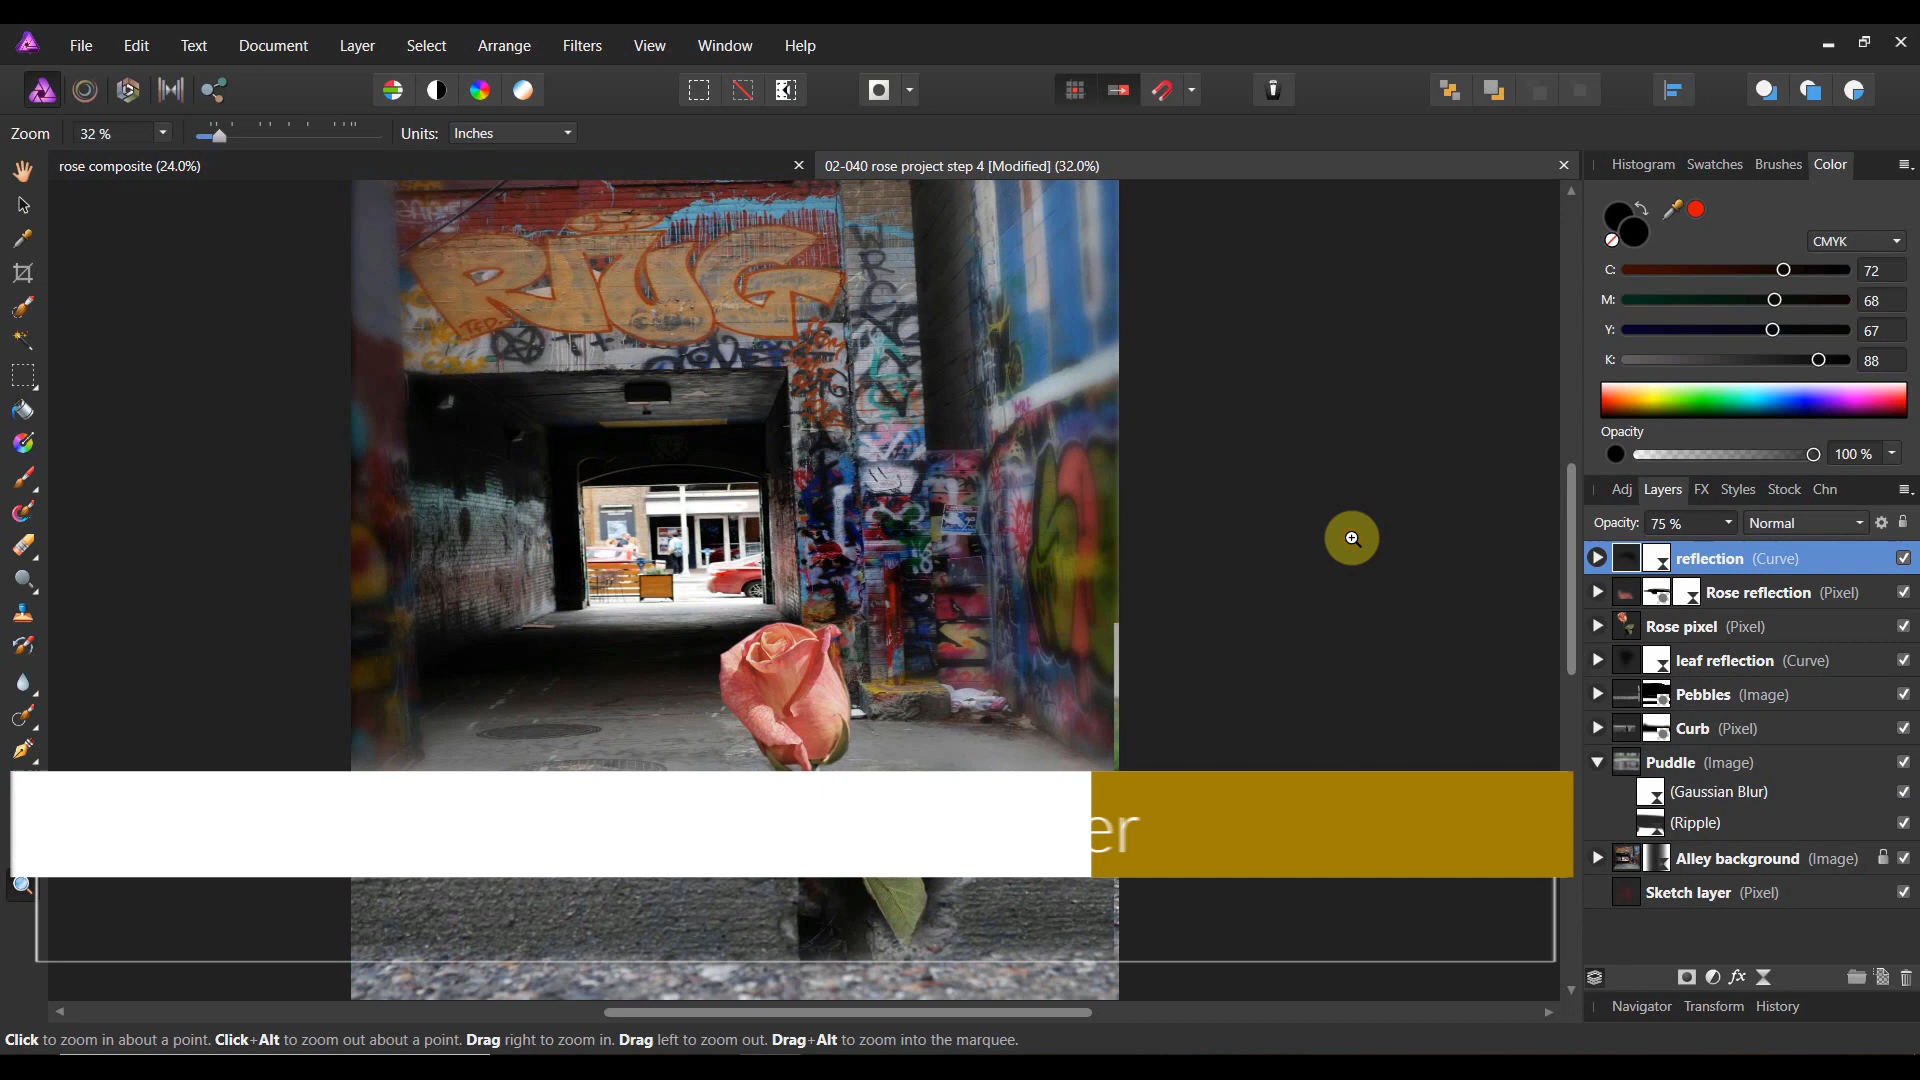 File Edit Text Document Layer Select Arrange Filters View Window Help
Zoom 32 % Units: Inches
rose composite (24.0%) 02-040 rose project step 4 [Modified] (32.0%)
Histogram Swatches Brushes Color
CMYK
C: 72
M: 68
Y: 67
K: 88
Opacity
100 %
Adj Layers FX Styles Stock Chn
Opacity: 75 % Normal
reflection (Curve)
Rose reflection (Pixel)
Rose pixel (Pixel)
leaf reflection (Curve)
Pebbles (Image)
Curb (Pixel)
Puddle (Image)
(Gaussian Blur)
(Ripple)
Alley background (Image)
Sketch layer (Pixel)
er
Navigator Transform History
Click to zoom in about a point. Click+Alt to zoom out about a point. Drag right to zoom in. Drag left to zoom out. Drag+Alt to zoom into the marquee.